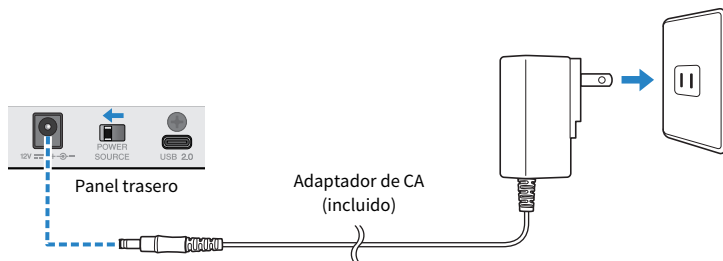 12V
POWER
SOURCE
USB 2.0
Panel trasero
Adaptador de CA
(incluido)